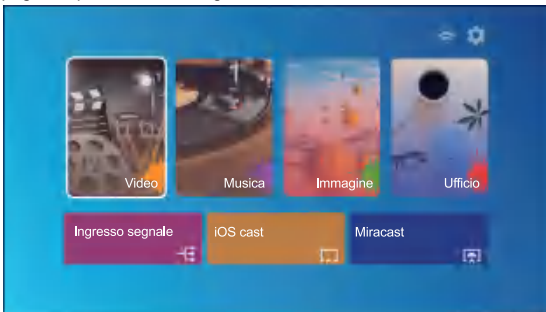 Video
Musica
Immagine
Ufficio
Ingresso segnale
iOS cast
Miracast